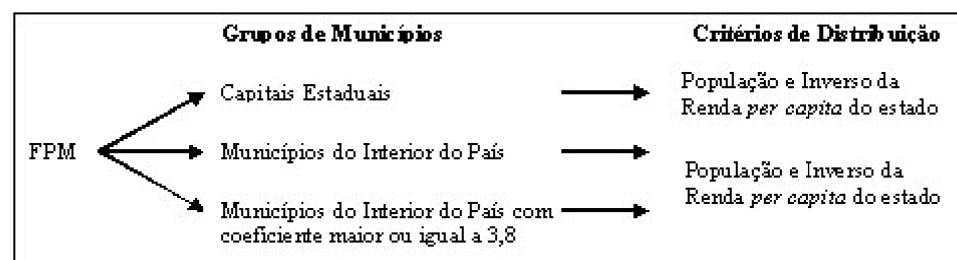 Grupos de Municípios Critérios de Distribuição
Capitais Estaduais
População e Inverso da
Renda per capita do estado
FPM
Municípios do Interior do País
População e Inverso da
Renda per capita do estado
Municípios do Interior do País com
coeficiente maior ou igual a 3,8